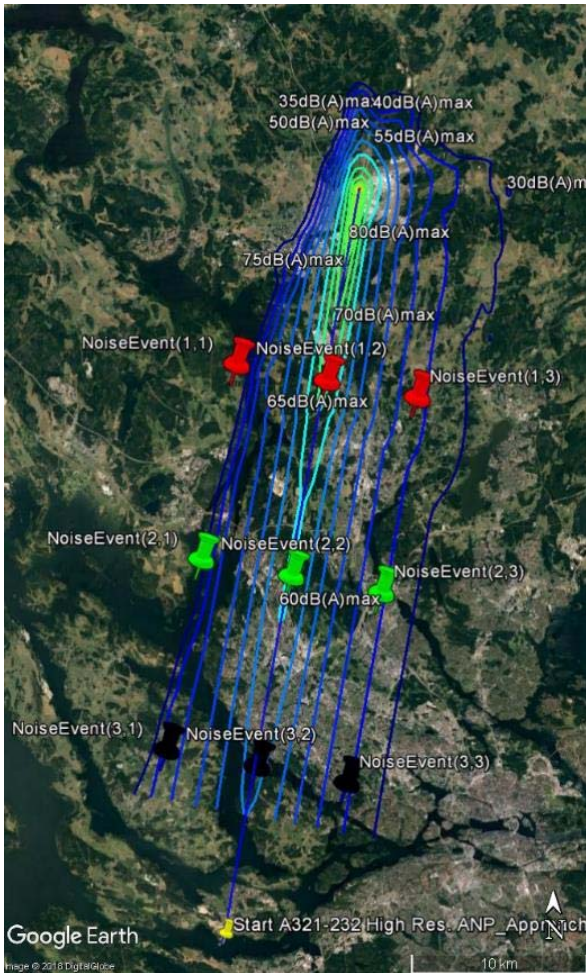 35dB(A)max
40dB(A)max
50dB(A)max
55dB(A)max
30dB(A)m
80dB(A)max
75dB(A)max
70dB(A)max
NoiseEvent(1,1)
NoiseEvent(1,2)
NoiseEvent(1,3)
65dB(A)max
NoiseEvent(2,1)
NoiseEvent(2,2)
NoiseEvent(2,3)
60dB(A)max
NoiseEvent(3,1)
NoiseEvent(3,2)
NoiseEvent(3,3)
Start A321-232 High Res. ANP_Approach
N
Google Earth
Image © 2018 DigitalGlobe
10 km